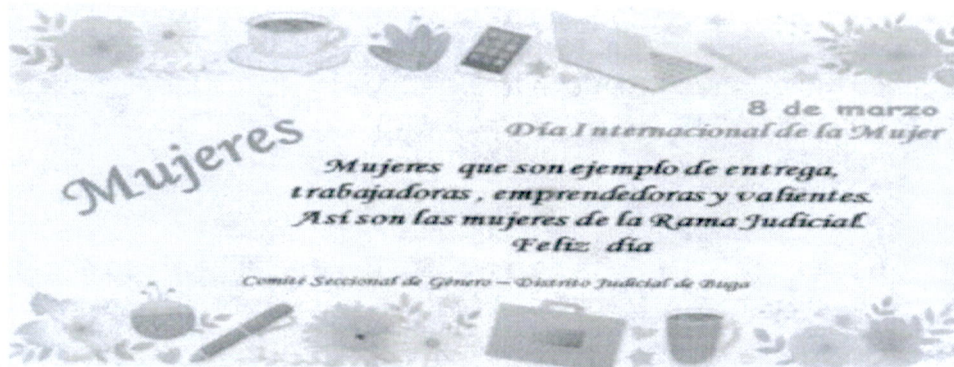 8 de marzo
Día Internacional de la Mujer
Mujeres
Mujeres que son ejemplo de entrega,
trabajadoras, emprendedoras y valientes.
Así son las mujeres de la Rama Judicial.
Feliz día
Comité Seccional de Género – Distrito Judicial de Buga